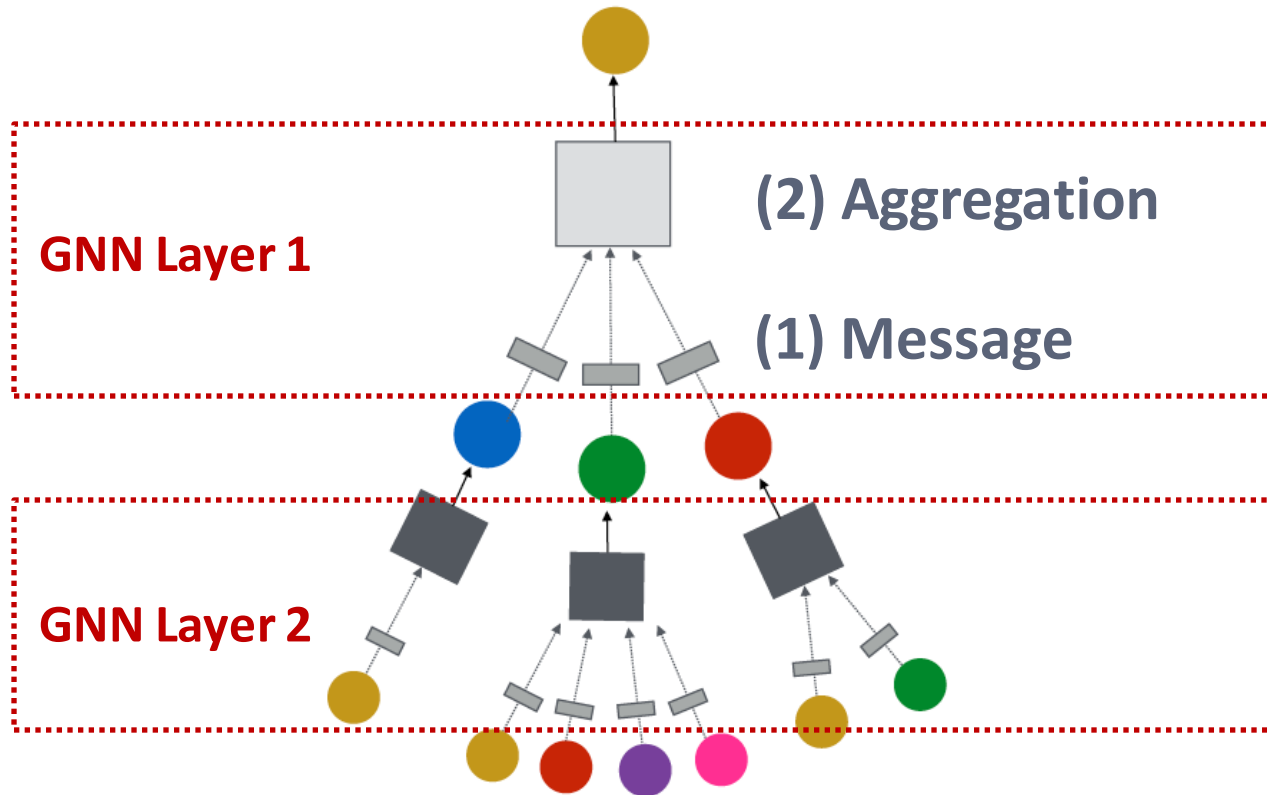 (2) Aggregation
GNN Layer 1
(1) Message
GNN Layer 2